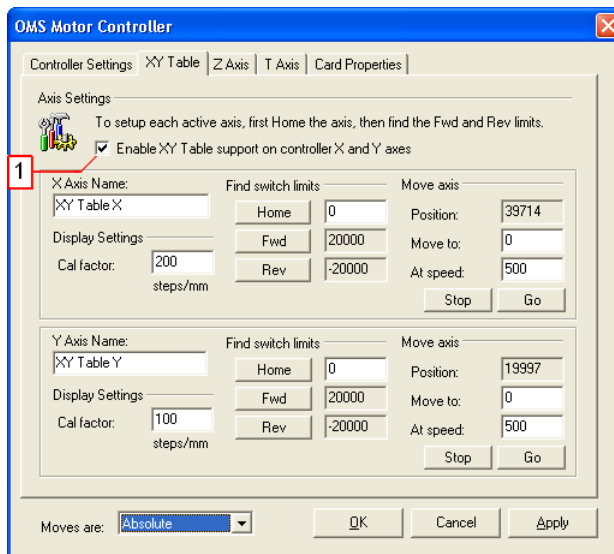 OMS Motor Controller
Controller Settings XY Table Z Axis T Axis Card Properties
Axis Settings
To setup each active axis, first Home the axis, then find the Fwd and Rev limits.
Enable XY Table support on controller X and Y axes
1
X Axis Name: Find switch limits Move axis
XY Table X Home 0 Position: 39714
Display Settings Fwd 20000 Move to: 0
Cal factor: 200 Rev -20000 At speed: 500
steps/mm
Stop Go
Y Axis Name: Find switch limits Move axis
XY Table Y Home 0 Position: 19997
Display Settings Fwd 20000 Move to: 0
Cal factor: 100 Rev -20000 At speed: 500
steps/mm
Stop Go
Moves are: Absolute OK Cancel Apply